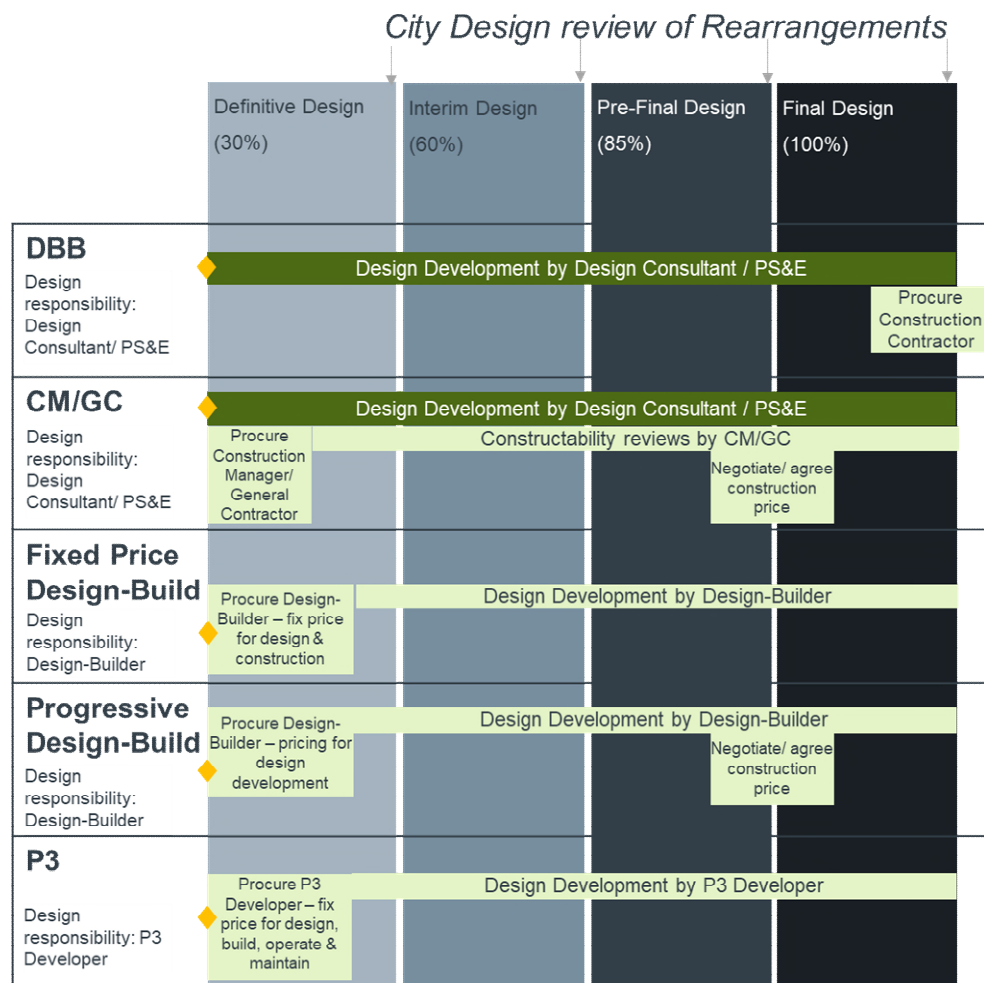 City Design review of Rearrangements
Definitive Design
(30%)
Interim Design
(60%)
Pre-Final Design
(85%)
Final Design
(100%)
DBB
Design
responsibility:
Design
Consultant/ PS&E
Design Development by Design Consultant / PS&E
Procure
Construction
Contractor
CM/GC
Design
responsibility:
Design
Consultant/ PS&E
Design Development by Design Consultant / PS&E
Procure
Construction
Manager/
General
Contractor
Constructability reviews by CM/GC
Negotiate/ agree
construction
price
Fixed Price
Design-Build
Design
responsibility:
Design-Builder
Procure Design-
Builder – fix price
for design &
construction
Design Development by Design-Builder
Progressive
Design-Build
Design
responsibility:
Design-Builder
Procure Design-
Builder – pricing for
design
development
Design Development by Design-Builder
Negotiate/ agree
construction
price
P3
Design
responsibility: P3
Developer
Procure P3
Developer – fix
price for design,
build, operate &
maintain
Design Development by P3 Developer